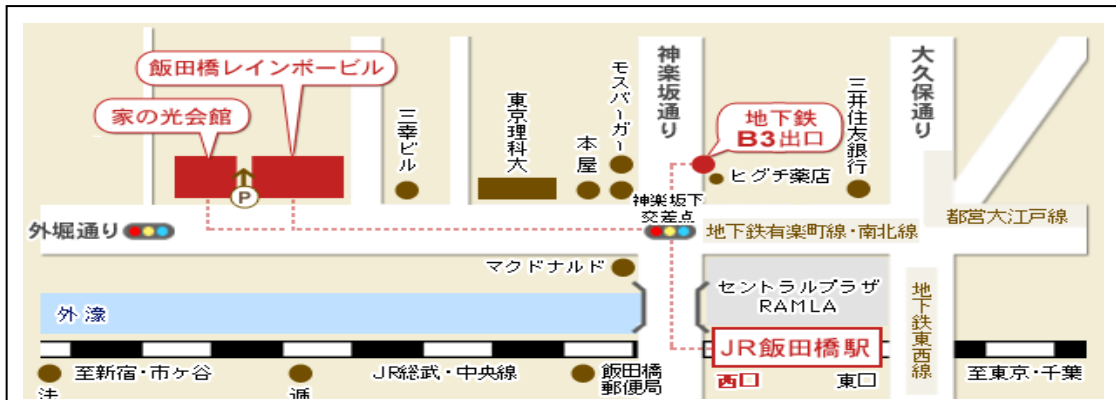 飯田橋レインボービル
家の光会館
三幸ビル
東京理科大
本屋
モスバーガー
神楽坂通り
地下鉄
B3出口
ヒグチ薬店
三井住友銀行
大久保通り
P
外堀通り
神楽坂下
交差点
地下鉄有楽町線・南北線
都営大江戸線
マクドナルド
セントラルプラザ
RAMLA
地下鉄東西線
外濠
JR飯田橋駅
西口
東口
至新宿・市ヶ谷
JR総武・中央線
飯田橋
郵便局
至東京・千葉